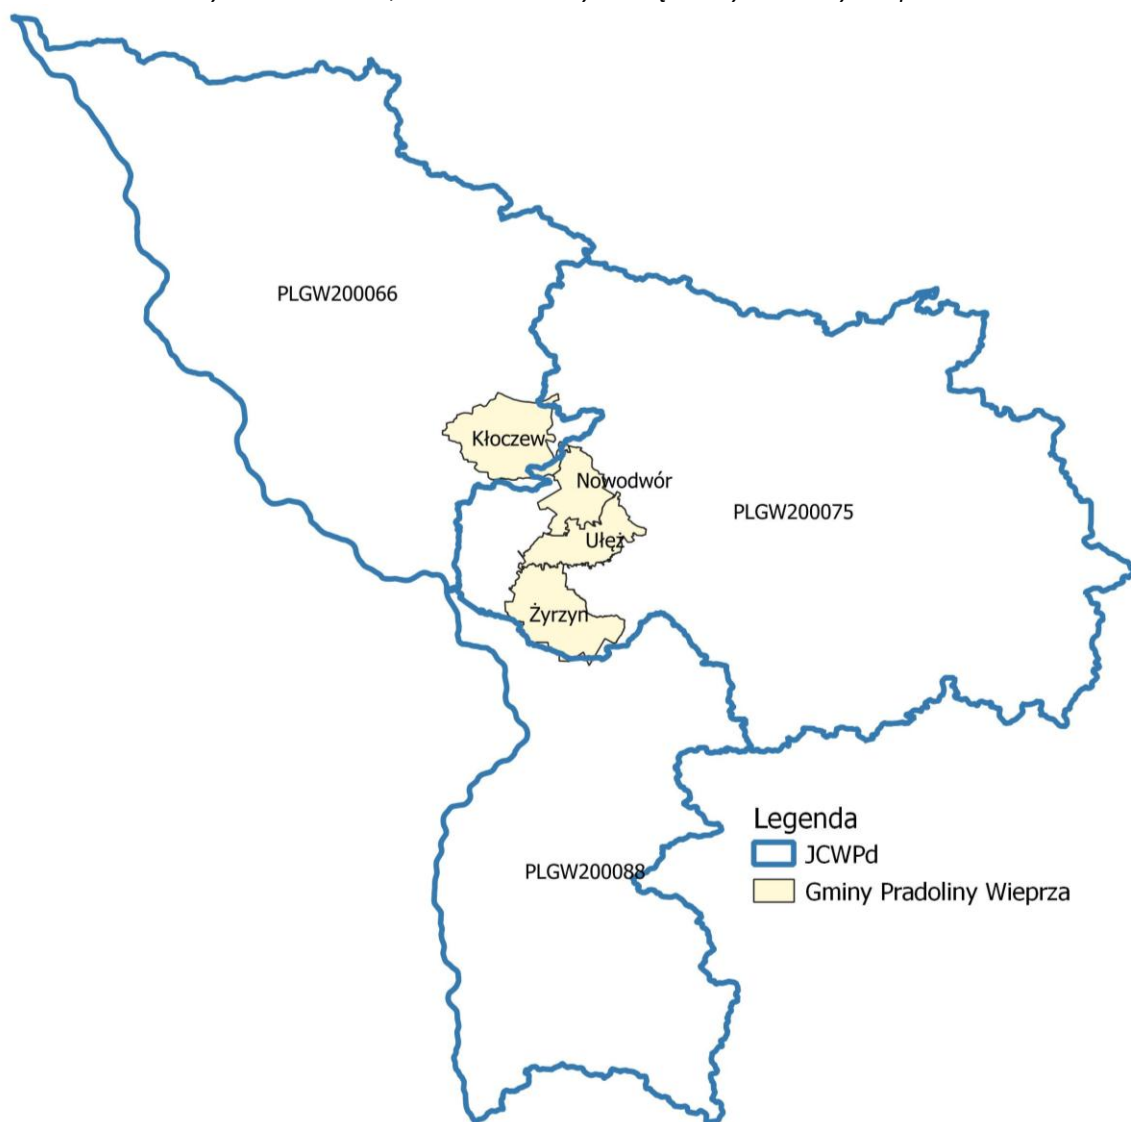 PLGW200066
Kłoczew
Nowodwór
PLGW200075
Ułęż
Żyrzyn
Legenda
JCWPd
PLGW200088
Gminy Pradoliny Wieprza